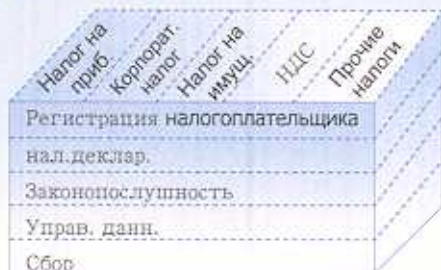 Налог на
приб
Корпорат.
налог
Налог на
имущ.
НДС
Прочие
налоги
Регистрация налогоплательщика
нал.деклар.
Законопослушность
Управ. данн.
Сбор